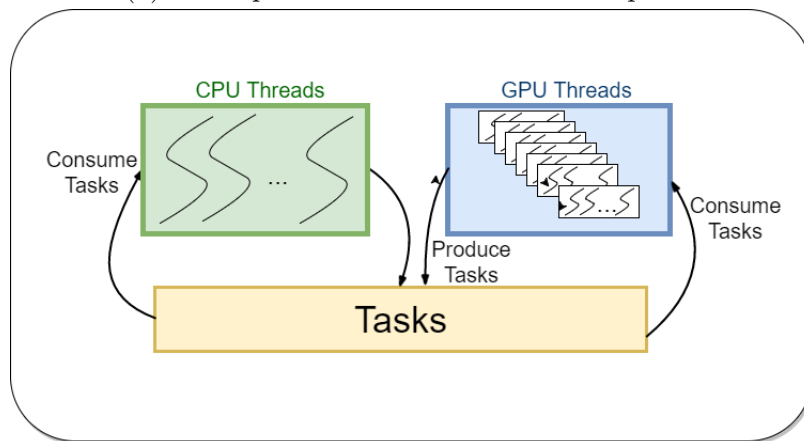 CPU Threads
GPU Threads
Consume
Tasks
...
...
Consume
Tasks
Produce
Tasks
Tasks